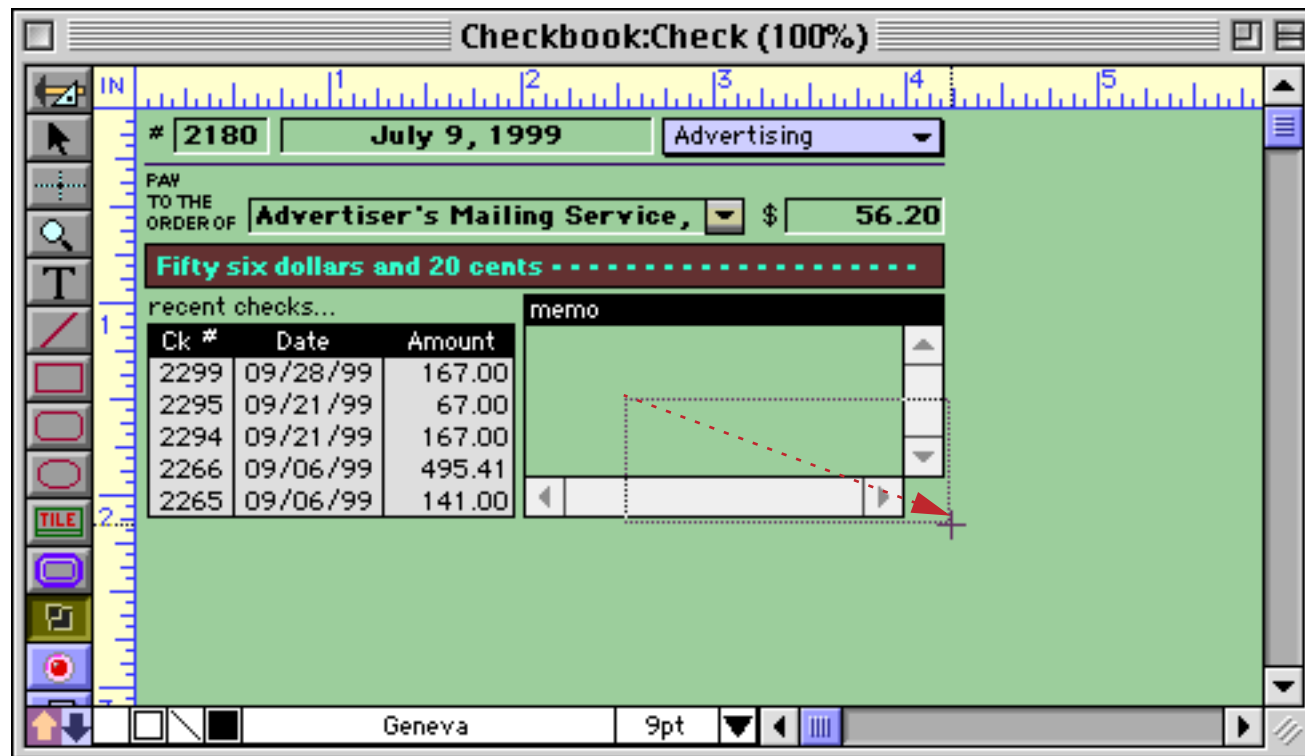 Checkbook:Check (100%)
IN 1 2 3 4 5
# 2180 July 9, 1999 Advertising
PAY
TO THE
ORDER OF Advertiser's Mailing Service, $ 56.20
Fifty six dollars and 20 cents - - - - - - - - - - - - - - - - - - - -
recent checks... memo
1
Ck # Date Amount
2299 09/28/99 167.00
2295 09/21/99 67.00
2294 09/21/99 167.00
2266 09/06/99 495.41
2265 09/06/99 141.00
T
TILE
2
Geneva 9pt